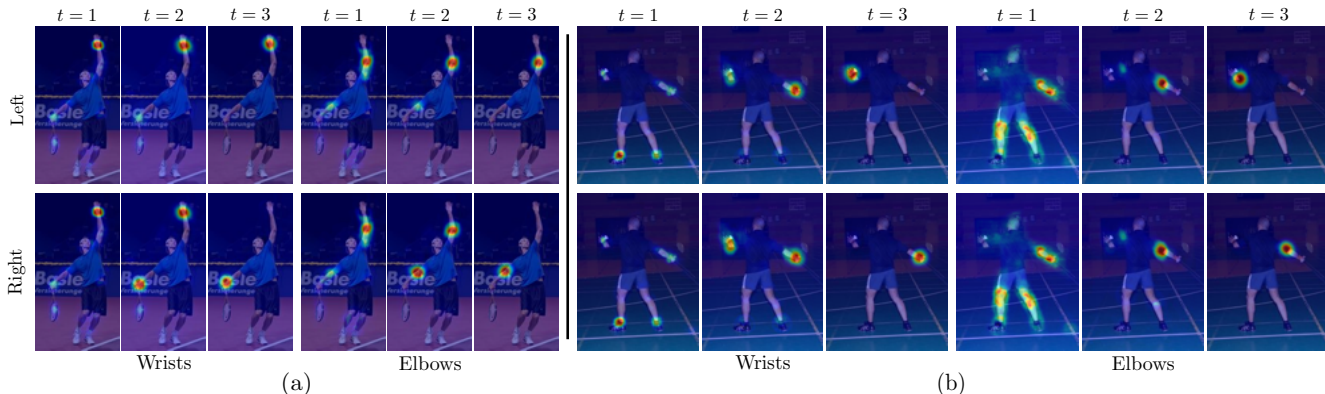 t = 1 t = 2 t = 3 t = 1 t = 2 t = 3 t = 1 t = 2 t = 3 t = 1 t = 2 t = 3
Left
Right
Wrists Elbows Wrists Elbows
(a) (b)